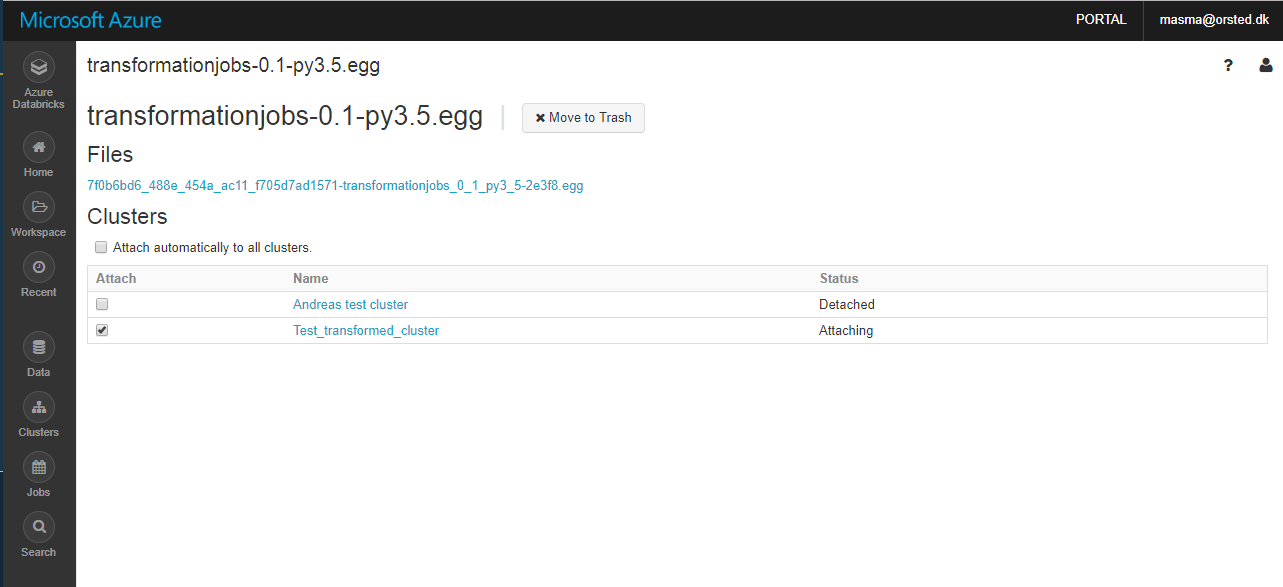 Microsoft Azure
PORTAL
masma@orsted.dk
Azure
Databricks
Home
Workspace
Recent
Data
Clusters
Jobs
Search
transformationjobs-0.1-py3.5.egg
?
transformationjobs-0.1-py3.5.egg
Move to Trash
Files
7f0b6bd6_488e_454a_ac11_f705d7ad1571-transformationjobs_0_1_py3_5-2e3f8.egg
Clusters
Attach automatically to all clusters.
Attach Name Status
Andreas test cluster Detached
Test_transformed_cluster Attaching